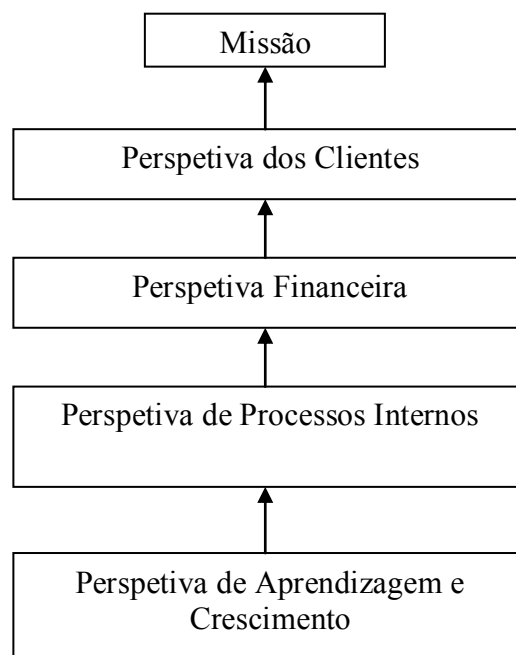 Missão
Perspetiva dos Clientes
Perspetiva Financeira
Perspetiva de Processos Internos
Perspetiva de Aprendizagem e
Crescimento